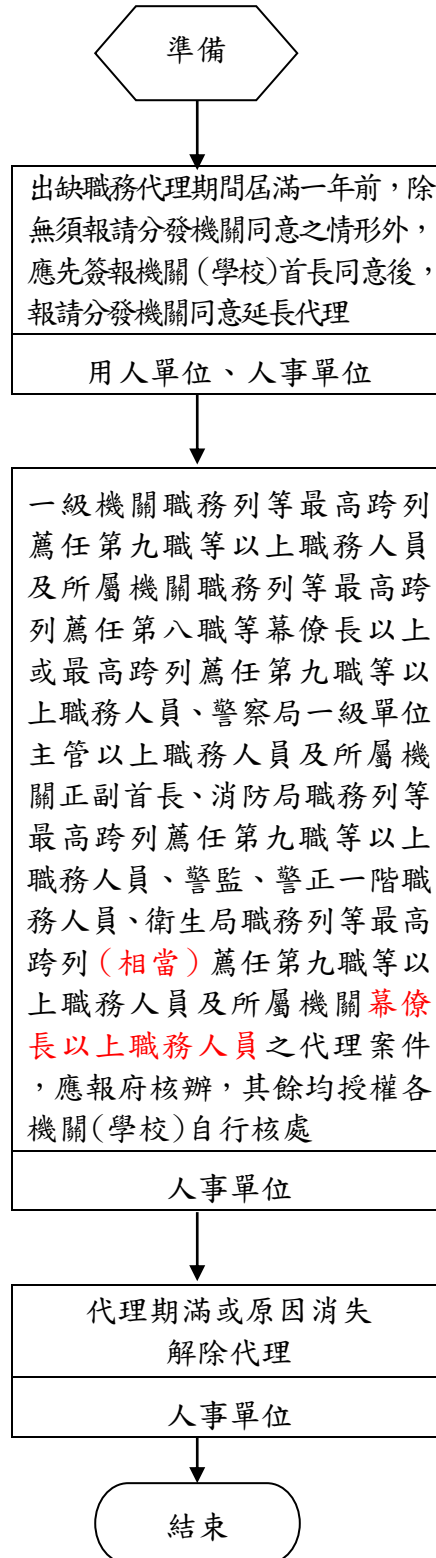 準備
出缺職務代理期間屆滿一年前，除
無須報請分發機關同意之情形外，
應先簽報機關(學校)首長同意後，
報請分發機關同意延長代理
用人單位、人事單位
一級機關職務列等最高跨列
薦任第九職等以上職務人員
及所屬機關職務列等最高跨
列薦任第八職等幕僚長以上
或最高跨列薦任第九職等以
上職務人員、警察局一級單位
主管以上職務人員及所屬機
關正副首長、消防局職務列等
最高跨列薦任第九職等以上
職務人員、警監、警正一階職
務人員、衛生局職務列等最高
跨列（相當）薦任第九職等以
上職務人員及所屬機關幕僚
長以上職務人員之代理案件
，應報府核辦，其餘均授權各
機關(學校)自行核處
人事單位
代理期滿或原因消失
解除代理
人事單位
結束